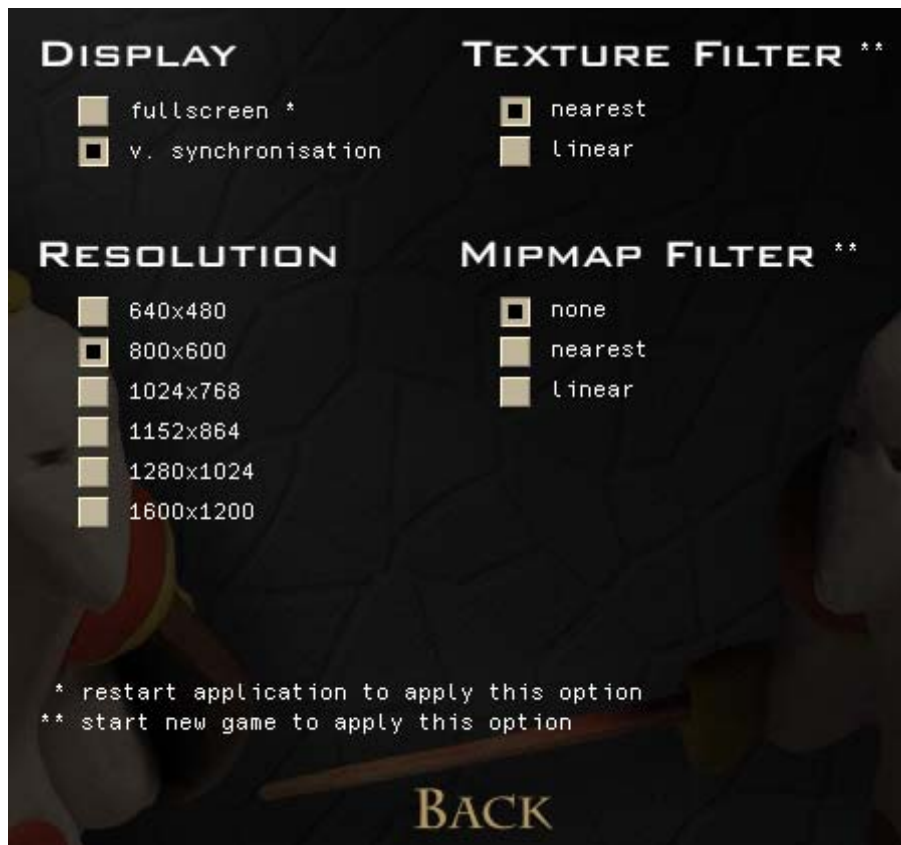 DISPLAY
fullscreen *
v. synchronisation
TEXTURE FILTER **
nearest
linear
RESOLUTION
640x480
800x600
1024x768
1152x864
1280x1024
1600x1200
MIPMAP FILTER **
none
nearest
linear
* restart application to apply this option
** start new game to apply this option
BACK